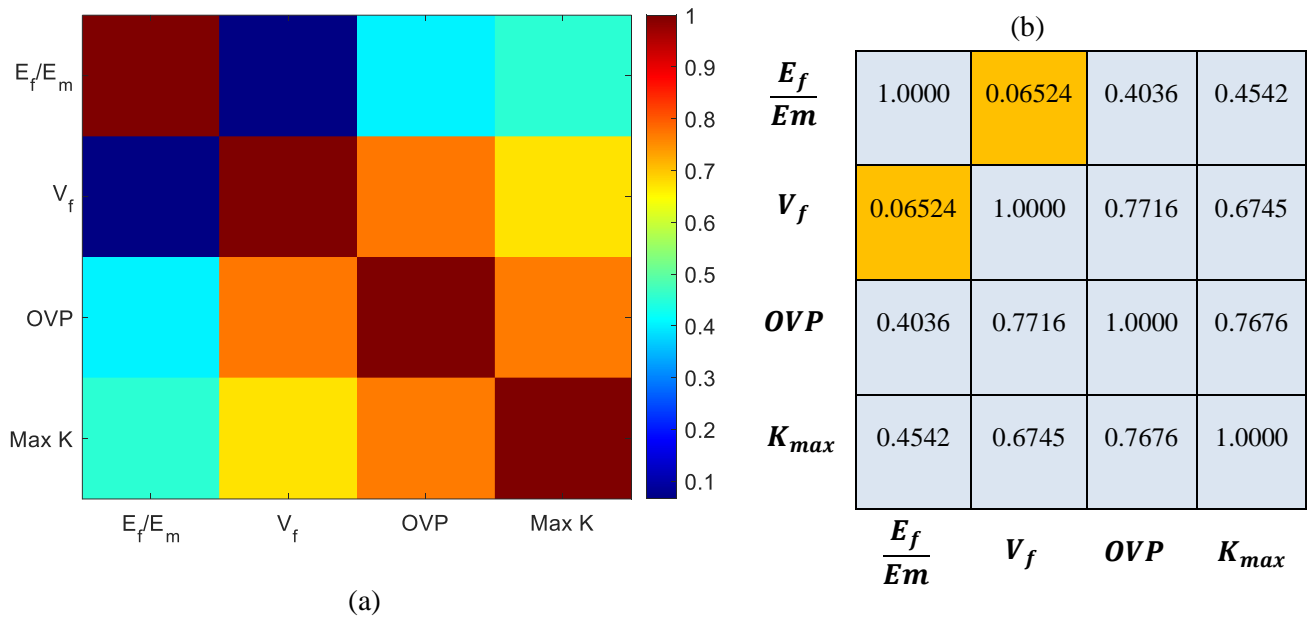 E_f/E_m
V_f
OVP
Max K
E_f/E_m V_f OVP Max K
1
0.9
0.8
0.7
0.6
0.5
0.4
0.3
0.2
0.1
(a)
(b)
E_f/Em 1.0000 0.06524 0.4036 0.4542
V_f 0.06524 1.0000 0.7716 0.6745
OVP 0.4036 0.7716 1.0000 0.7676
K_max 0.4542 0.6745 0.7676 1.0000
E_f/Em V_f OVP K_max